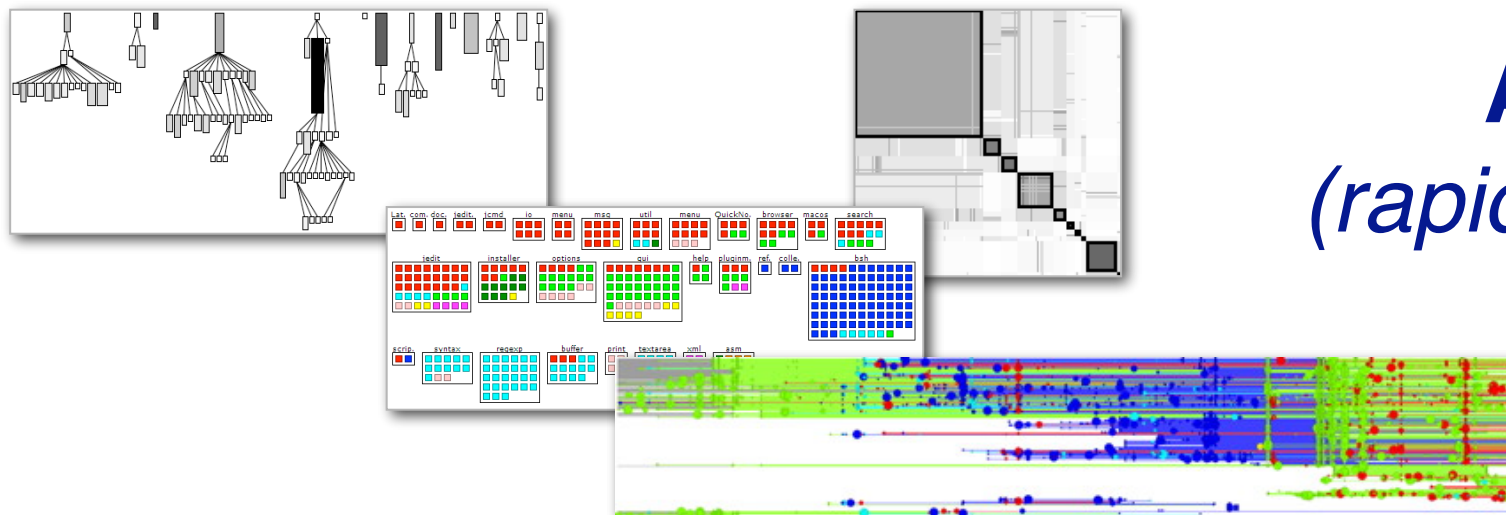 (rapid
Lat. com. doc. jedit. jcmd io menu msg util menu QuickNo. browser macos search
jedit installer options gui help pluginm. ref. colle. bsh
scrip. syntax regexp buffer print textarea xml asm